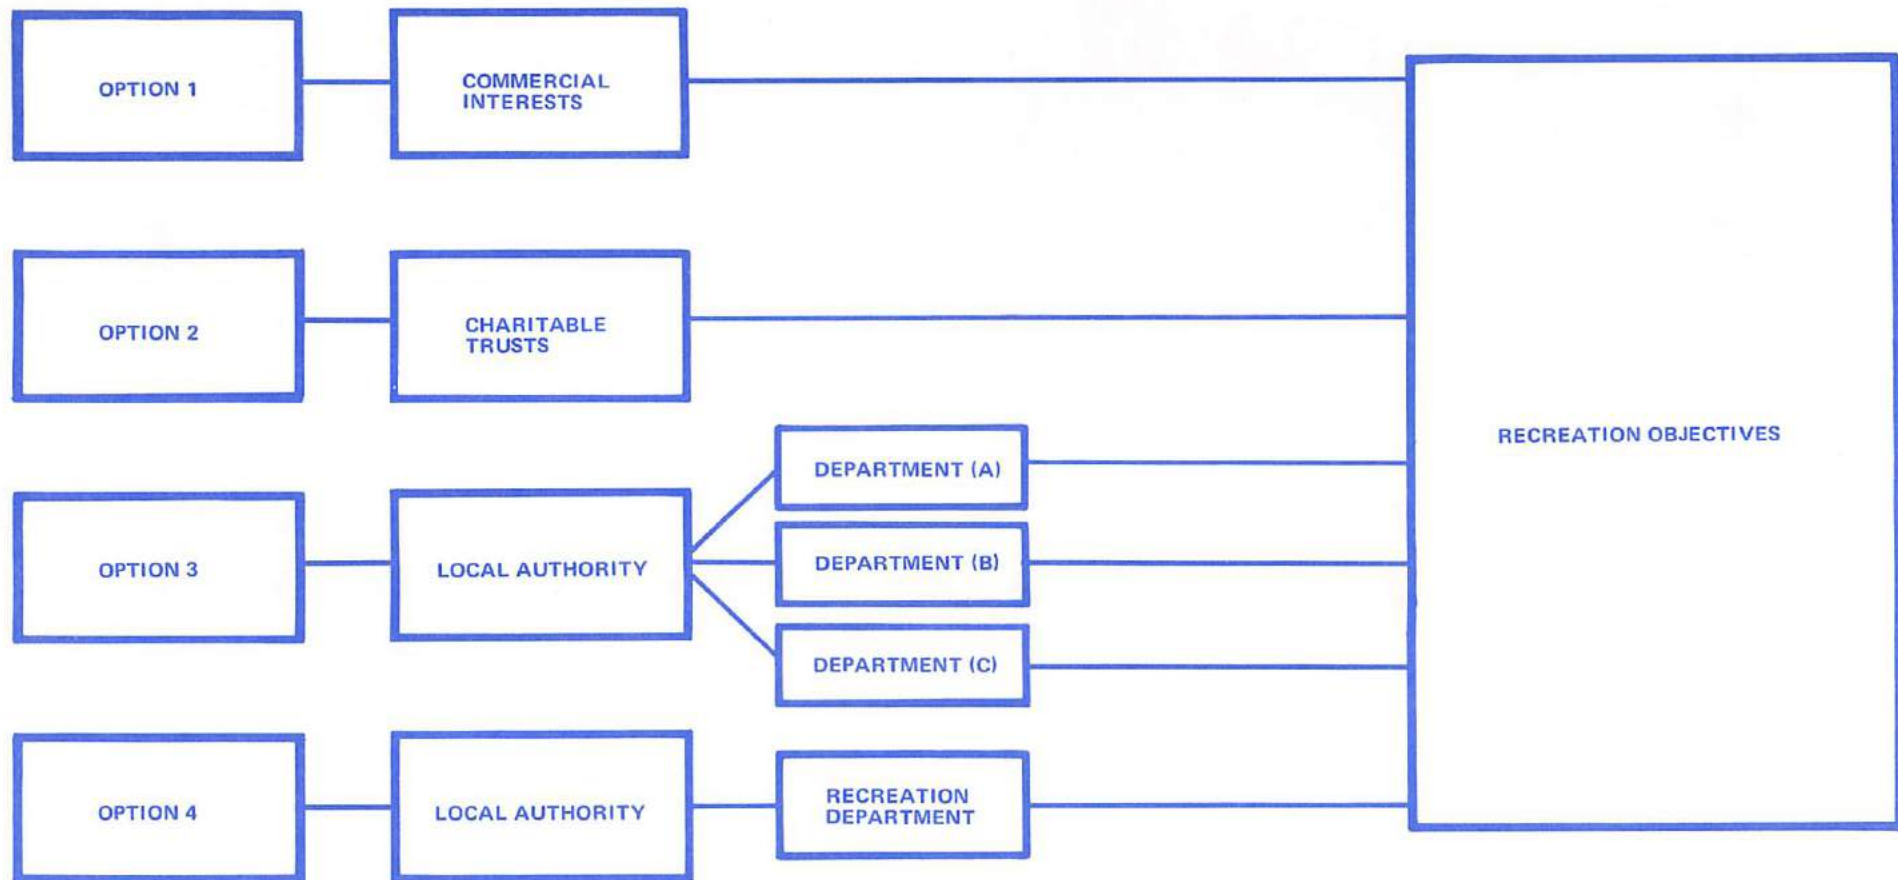 OPTION 1
COMMERCIAL
INTERESTS
OPTION 2
CHARITABLE
TRUSTS
RECREATION OBJECTIVES
OPTION 3
LOCAL AUTHORITY
DEPARTMENT (A)
DEPARTMENT (B)
DEPARTMENT (C)
OPTION 4
LOCAL AUTHORITY
RECREATION
DEPARTMENT